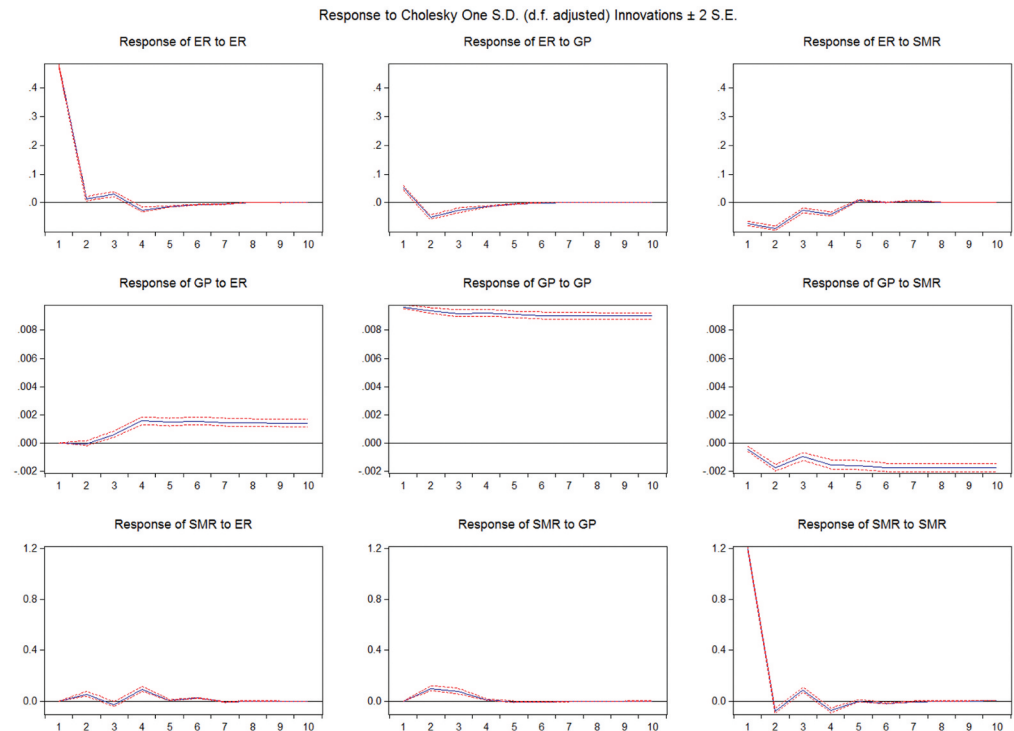 Response to Cholesky One S.D. (d.f. adjusted) Innovations ± 2 S.E.
Response of ER to ER
.4
.3
.2
.1
.0
1 2 3 4 5 6 7 8 9 10
Response of ER to GP
.4
.3
.2
.1
.0
1 2 3 4 5 6 7 8 9 10
Response of ER to SMR
.4
.3
.2
.1
.0
1 2 3 4 5 6 7 8 9 10
Response of GP to ER
.008
.006
.004
.002
.000
-.002
1 2 3 4 5 6 7 8 9 10
Response of GP to GP
.008
.006
.004
.002
.000
-.002
1 2 3 4 5 6 7 8 9 10
Response of GP to SMR
.008
.006
.004
.002
.000
-.002
1 2 3 4 5 6 7 8 9 10
Response of SMR to ER
1.2
0.8
0.4
0.0
1 2 3 4 5 6 7 8 9 10
Response of SMR to GP
1.2
0.8
0.4
0.0
1 2 3 4 5 6 7 8 9 10
Response of SMR to SMR
1.2
0.8
0.4
0.0
1 2 3 4 5 6 7 8 9 10